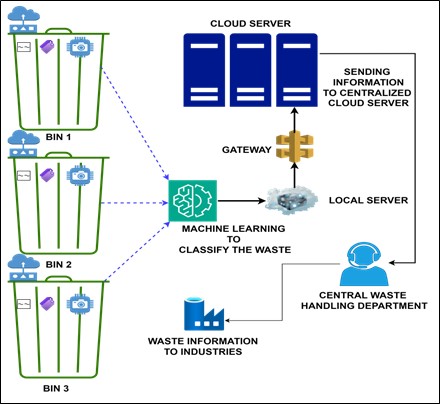 CLOUD SERVER
SENDING
INFORMATION
TO CENTRALIZED
CLOUD SERVER
BIN 1
GATEWAY
BIN 2
MACHINE LEARNING
TO
CLASSIFY THE WASTE
LOCAL SERVER
CENTRAL WASTE
HANDLING DEPARTMENT
WASTE INFORMATION
TO INDUSTRIES
BIN 3